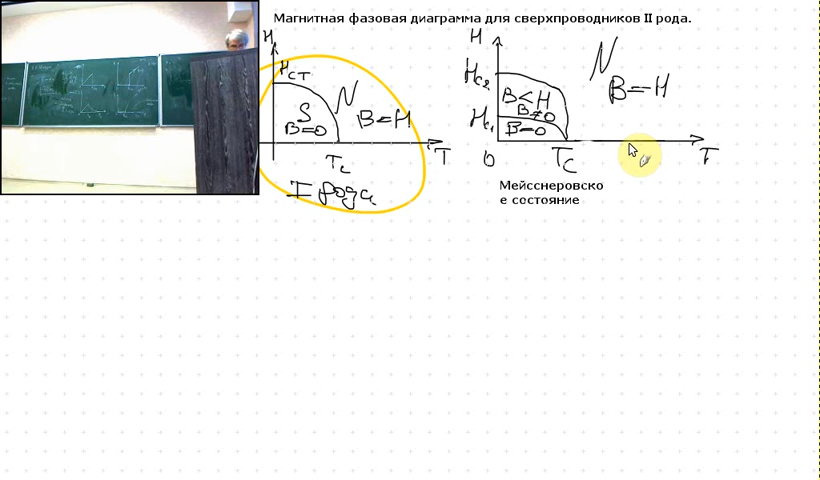 Магнитная фазовая диаграмма для сверхпроводников II рода.
H
H
Hст
N
S
B=0
B=H
T
Tc
I рода
Hc₂
B<H
B≠0
Hc₁
B=0
N
B=H
0
Tc
T
Мейсснеровско
е состояние